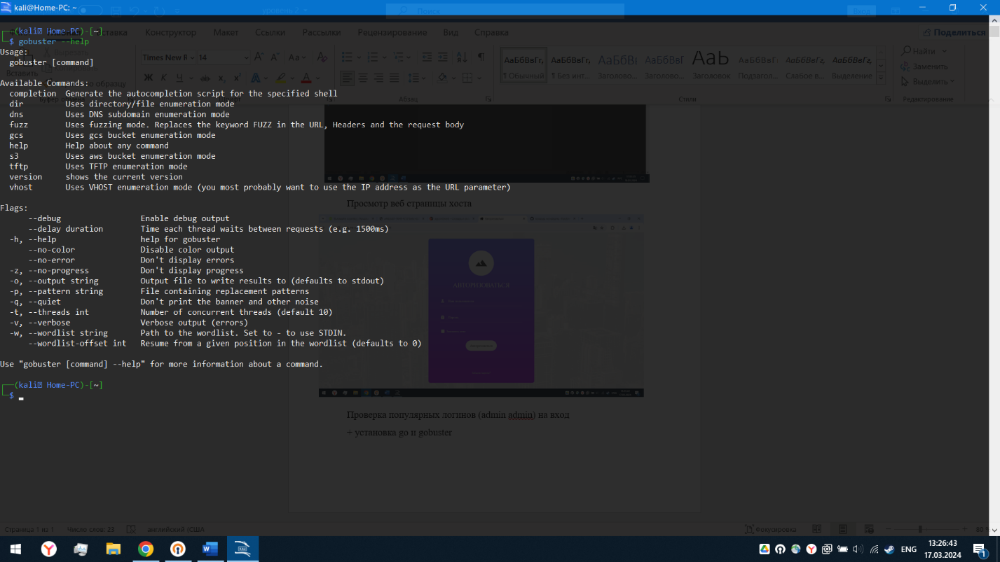 kali@Home-PC: ~
Поиск
Вход
Вставка Конструктор Макет Ссылки Рассылки Рецензирование Вид Справка
Поделиться
┌──(kali Home-PC)-[~]
└─$ gobuster --help
Usage:
gobuster [command]
Available Commands:
completion Generate the autocompletion script for the specified shell
dir Uses directory/file enumeration mode
dns Uses DNS subdomain enumeration mode
fuzz Uses fuzzing mode. Replaces the keyword FUZZ in the URL, Headers and the request body
gcs Uses gcs bucket enumeration mode
help Help about any command
s3 Uses aws bucket enumeration mode
tftp Uses TFTP enumeration mode
version shows the current version
vhost Uses VHOST enumeration mode (you most probably want to use the IP address as the URL parameter)
Flags:
--debug Enable debug output
--delay duration Time each thread waits between requests (e.g. 1500ms)
-h, --help help for gobuster
--no-color Disable color output
--no-error Don't display errors
-z, --no-progress Don't display progress
-o, --output string Output file to write results to (defaults to stdout)
-p, --pattern string File containing replacement patterns
-q, --quiet Don't print the banner and other noise
-t, --threads int Number of concurrent threads (default 10)
-v, --verbose Verbose output (errors)
-w, --wordlist string Path to the wordlist. Set to - to use STDIN.
--wordlist-offset int Resume from a given position in the wordlist (defaults to 0)
Use "gobuster [command] --help" for more information about a command.
┌──(kali Home-PC)-[~]
└─$
Times New R 14
Вставить
Абзац
АаБбВвГг, АаБбВвГг, АаБбВı АаБбВвГ Аab АаБбВвГ АаБбВвГг, АаБбВвГг,
¶ Обычный ¶ Без инт... Заголово... Заголово... Заголовок Подзагол... Слабое в... Выделение
Стили
Найти
Заменить
Выделить
Редактирование
Просмотр веб страницы хоста
АВТОРИЗОВАТЬСЯ
Проверка популярных логинов (admin admin) на вход
+ установка go и gobuster
Страница 1 из 1 Число слов: 23 английский (США
Фокусировка
80
ENG
13:26:43
17.03.2024
1